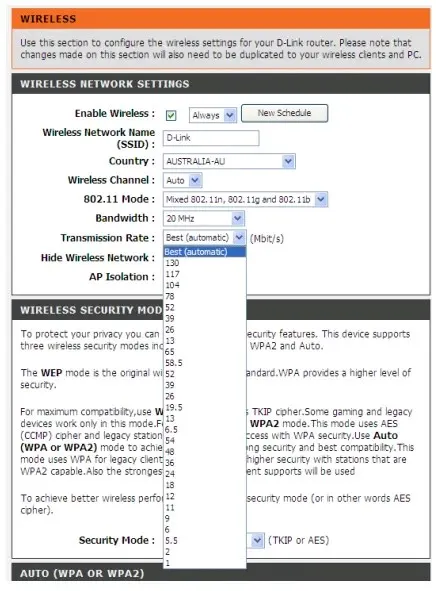 WIRELESS
Use this section to configure the wireless settings for your D-Link router. Please note that
changes made on this section will also need to be duplicated to your wireless clients and PC.
WIRELESS NETWORK SETTINGS
Enable Wireless : Always New Schedule
Wireless Network Name
(SSID) : D-Link
Country : AUSTRALIA-AU
Wireless Channel : Auto
802.11 Mode : Mixed 802.11n, 802.11g and 802.11b
Bandwidth : 20 MHz
Transmission Rate : Best (automatic) (Mbit/s)
Hide Wireless Network :
AP Isolation :
Best (automatic)
130
117
104
78
52
39
26
13
65
58.5
52
39
26
19.5
13
6.5
54
48
36
24
18
12
11
9
6
5.5
2
1
WIRELESS SECURITY MOD
To protect your privacy you can ecurity features. This device supports
three wireless security modes inc WPA2 and Auto.
The WEP mode is the original wi andard.WPA provides a higher level of
security.
For maximum compatibility,use W s TKIP cipher.Some gaming and legacy
devices work only in this mode.F WPA2 mode.This mode uses AES
(CCMP) cipher and legacy station ccess with WPA security.Use Auto
(WPA or WPA2) mode to achie ong security and best compatibility.This
mode uses WPA for legacy client higher security with stations that are
WPA2 capable.Also the stronges ent supports will be used
To achieve better wireless perfor security mode (or in other words AES
cipher).
Security Mode : (TKIP or AES)
AUTO (WPA OR WPA2)